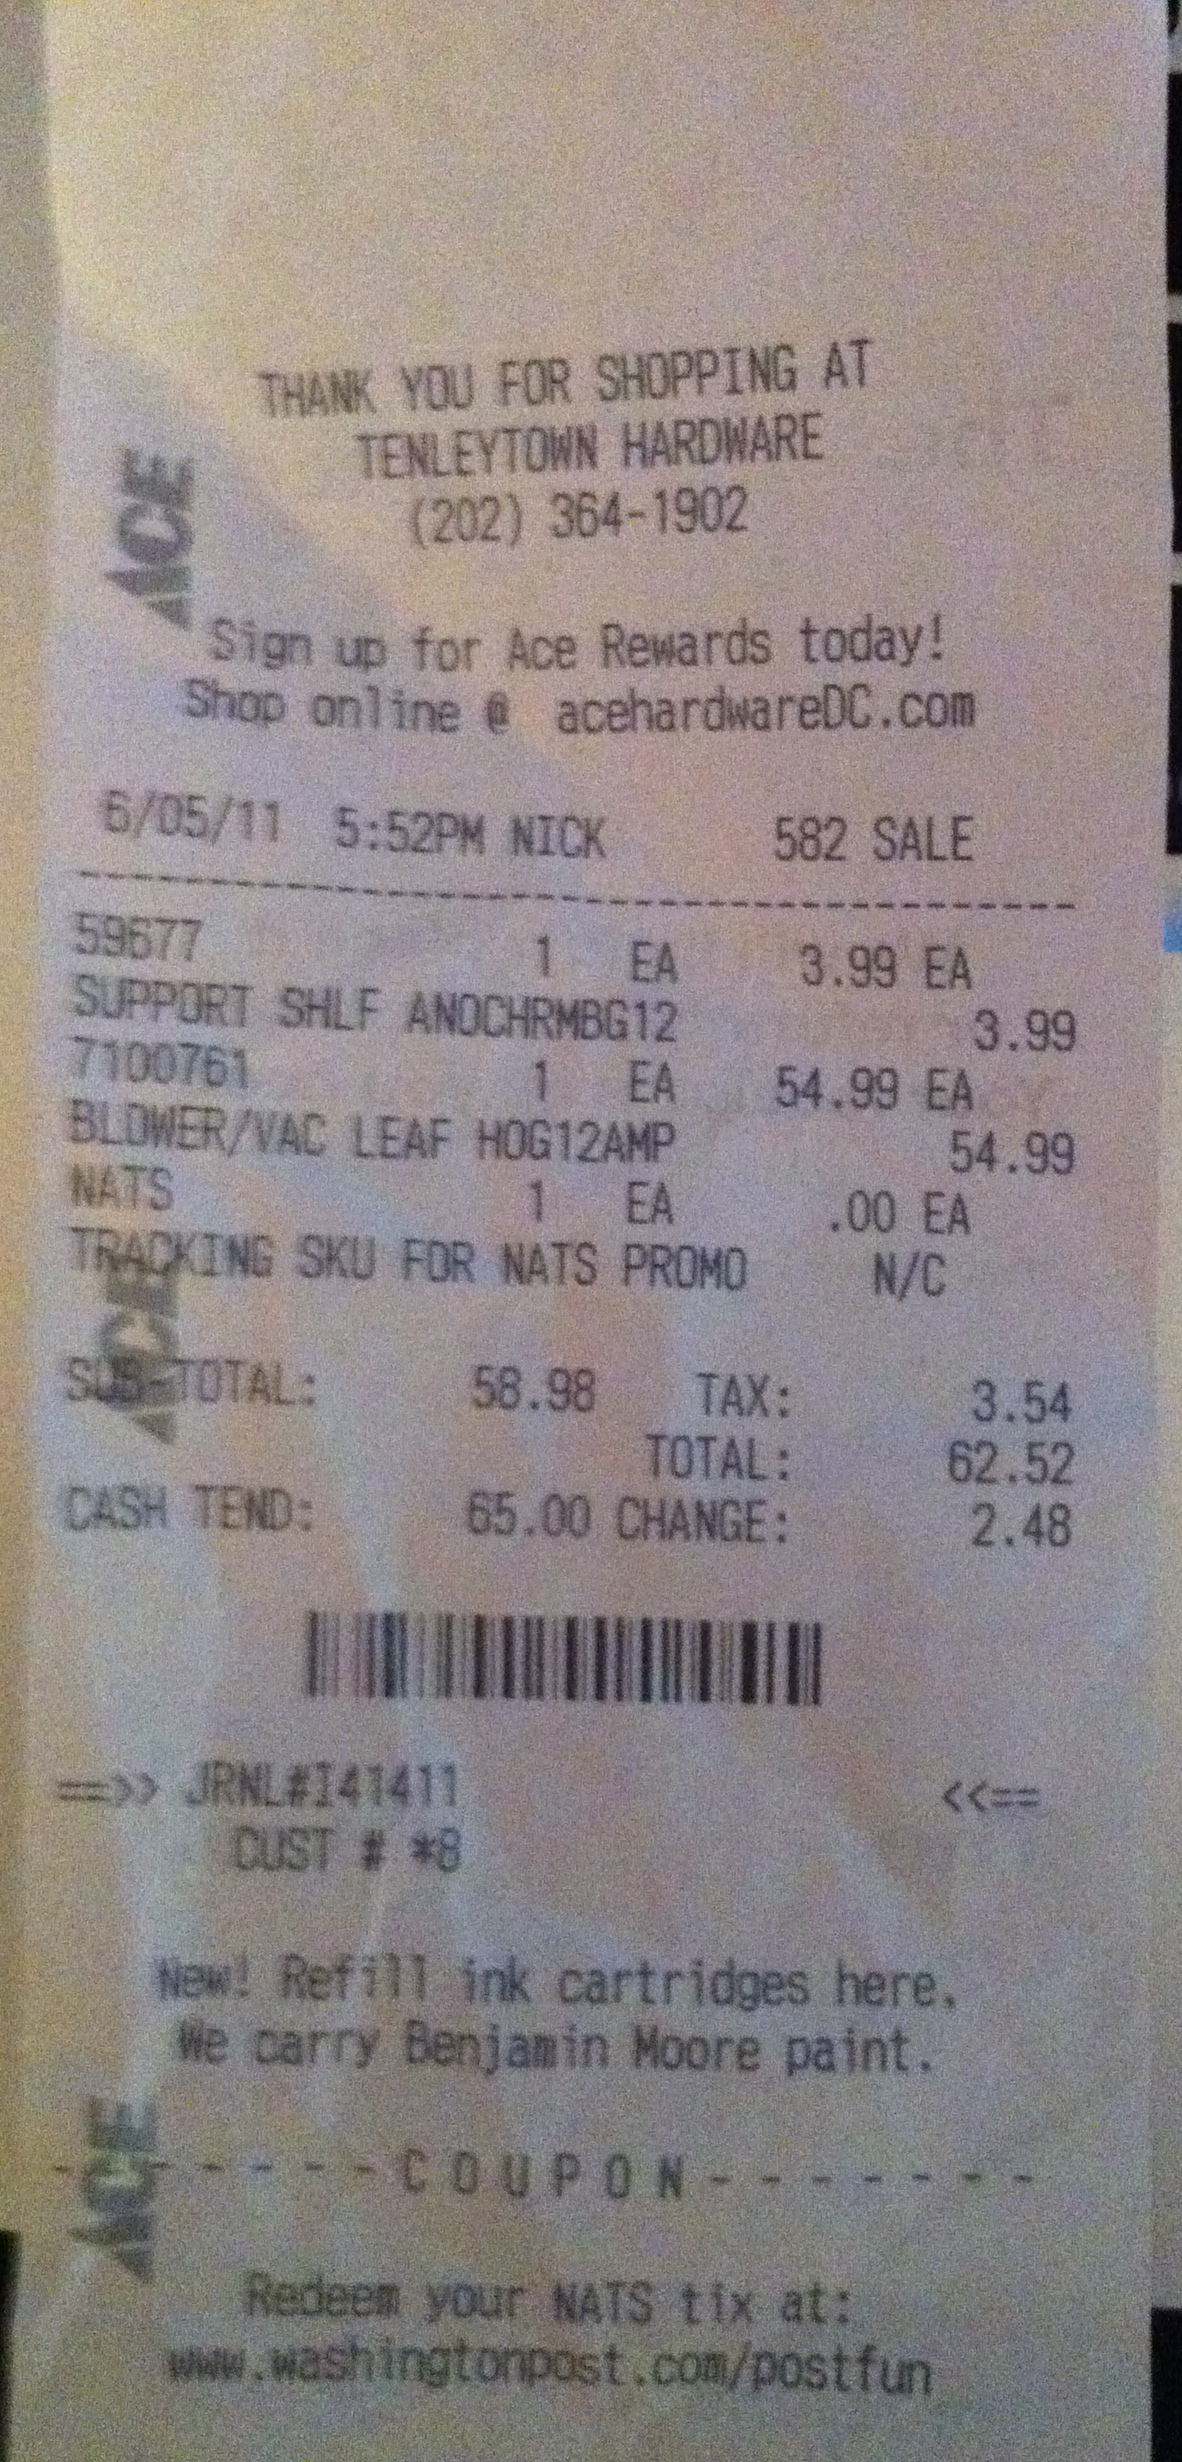 THANK YOU FOR SHOPPING AT
TENLEYTOWN HARDWARE
(202) 364-1902
ACE
Sign up for Ace Rewards today!
Shop online @ acehardwareDC.com
6/05/11 5:52PM NICK 582 SALE
59677 1 EA 3.99 EA
SUPPORT SHLF ANOCHRMBG12 3.99
7100761 1 EA 54.99 EA
BLOWER/VAC LEAF HOG12AMP 54.99
NATS 1 EA .00 EA
TRACKING SKU FOR NATS PROMO N/C
ACE
SUB-TOTAL: 58.98 TAX: 3.54
TOTAL: 62.52
CASH TEND: 65.00 CHANGE: 2.48
==>> JRNL#I41411 <<==
CUST # *8
New! Refill ink cartridges here.
We carry Benjamin Moore paint.
ACE
- - - - - - - C O U P O N - - - - - - -
Redeem your NATS tix at:
www.washingtonpost.com/postfun